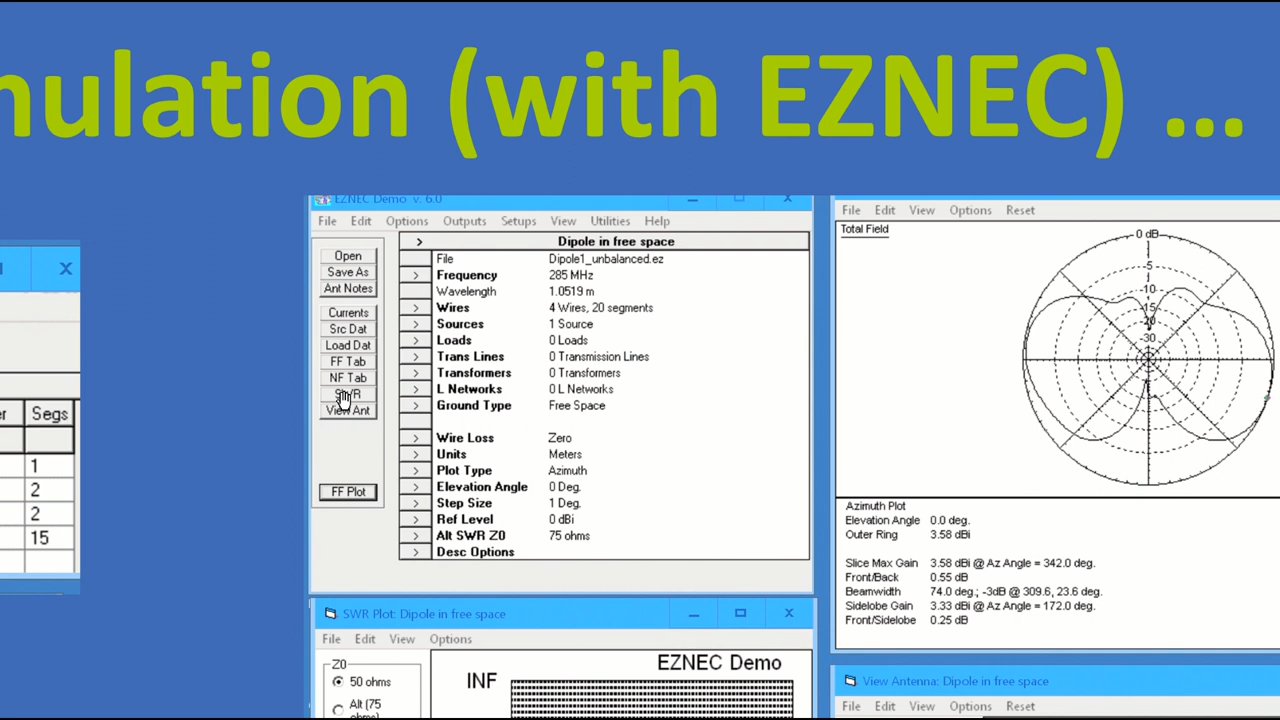 mulation (with EZNEC) ...
EZNEC Demo v. 6.0
File Edit Options Outputs Setups View Utilities Help
Open
Save As
Ant Notes
Currents
Src Dat
Load Dat
FF Tab
NF Tab
SWR
View Ant
FF Plot
> Dipole in free space
File Dipole1_unbalanced.ez
> Frequency 285 MHz
Wavelength 1.0519 m
> Wires 4 Wires, 20 segments
> Sources 1 Source
> Loads 0 Loads
> Trans Lines 0 Transmission Lines
> Transformers 0 Transformers
> L Networks 0 L Networks
> Ground Type Free Space
> Wire Loss Zero
> Units Meters
> Plot Type Azimuth
> Elevation Angle 0 Deg.
> Step Size 1 Deg.
> Ref Level 0 dBi
> Alt SWR Z0 75 ohms
> Desc Options
File Edit View Options Reset
Total Field
0 dB
-5
-10
-15
-20
-30
Azimuth Plot
Elevation Angle 0.0 deg.
Outer Ring 3.58 dBi
Slice Max Gain 3.58 dBi @ Az Angle = 342.0 deg.
Front/Back 0.55 dB
Beamwidth 74.0 deg.; -3dB @ 309.6, 23.6 deg.
Sidelobe Gain 3.33 dBi @ Az Angle = 172.0 deg.
Front/Sidelobe 0.25 dB
X
er Segs
1
2
2
15
SWR Plot: Dipole in free space
File Edit View Options
Z0
50 ohms
Alt (75
ohms)
EZNEC Demo
INF
View Antenna: Dipole in free space
File Edit View Options Reset